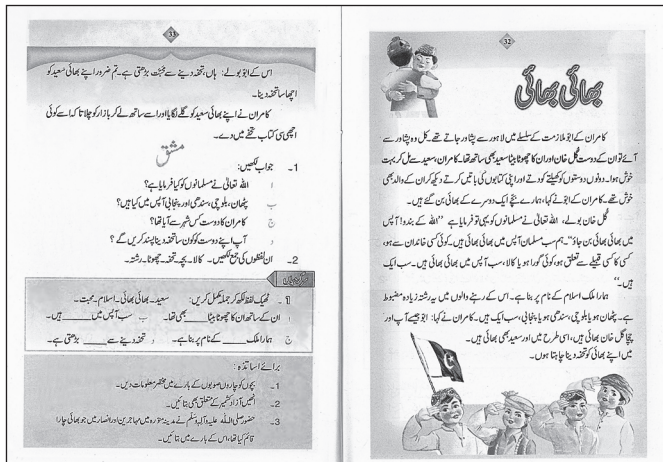 32
بھائی بھائی
کامران کے ابو ملازمت کے سلسلے میں لاہور سے پشاور جاتے تھے۔ کل وہ پشاور سے
آئے تو ان کے دوست گل خان اور ان کا چھوٹا بیٹا سعید بھی ساتھ تھا۔ کامران، سعید سے مل کر بہت
خوش ہوا۔ دونوں دوستوں کو کھیلتے کودتے اور اپنی کتابوں کی باتیں کرتے دیکھ کر ان کے والد بھی
خوش تھے۔ کامران کے ابو نے کہا، ہمارے بچے ایک دوسرے کے بھائی بن گئے ہیں۔
گل خان بولے، اللہ تعالیٰ نے مسلمانوں کو یہی تو فرمایا ہے ”اللہ کے بندو! آپس
میں بھائی بھائی بن جاؤ“۔ ہم سب مسلمان آپس میں بھائی بھائی ہیں۔ کوئی کسی خاندان سے ہو،
کسی کا کسی قبیلے سے تعلق ہو، کوئی گورا ہو یا کالا، سب آپس میں بھائی بھائی ہیں۔ سب ایک
ہیں۔“
ہمارا ملک اسلام کے نام پر بنا ہے۔ اس کے رہنے والوں میں یہ رشتہ زیادہ مضبوط
ہے۔ پٹھان ہو یا بلوچی، سندھی ہو یا پنجابی، سب ایک ہیں۔ کامران نے کہا: ابو جیسے آپ اور
چچا گل خان بھائی ہیں، اسی طرح میں اور سعید بھی بھائی ہیں۔
میں اپنے بھائی کو تحفہ دینا چاہتا ہوں۔
33
اس کے ابو بولے: ہاں، تحفہ دینے سے محبت بڑھتی ہے۔ تم ضرور اپنے بھائی سعید کو
اچھا سا تحفہ دینا۔
کامران نے اپنے بھائی سعید کو گلے لگایا اور اسے ساتھ لے کر بازار کو چلا تا کہ اسے کوئی
اچھی سی کتاب تحفے میں دے۔
مشق
1۔ جواب لکھیں:
ا اللہ تعالیٰ نے مسلمانوں کو کیا فرمایا ہے؟
ب پٹھان، بلوچی، سندھی اور پنجابی آپس میں کیا ہیں؟
ج کامران کا دوست کس شہر سے آیا تھا؟
د آپ اپنے دوست کو کون سا تحفہ دینا پسند کریں گے؟
2۔ ان لفظوں کی جمع لکھیں۔ کالا۔ بچہ۔ تحفہ۔ چھوٹا۔ رشتہ۔
1۔ ٹھیک لفظ لکھ کر جملہ مکمل کریں: سعید۔ بھائی بھائی۔ اسلام۔ محبت۔
ا ان کے ساتھ ان کا چھوٹا بیٹا ____ بھی تھا۔ ب سب آپس میں ____ ہیں۔
ج ہمارا ملک ____ کے نام پر بنا ہے۔ د تحفہ دینے سے ____ بڑھتی ہے۔
برائے اساتذہ:
1۔ بچوں کو چاروں صوبوں کے بارے میں مختصر معلومات دیں۔
2۔ انھیں آزاد کشمیر کے متعلق بھی بتائیں۔
3۔ حضور صلی اللہ علیہ وآلہ وسلم نے مدینہ منورہ میں مہاجرین اور انصار میں جو بھائی چارا
قائم کیا تھا، اس کے بارے میں بتائیں۔